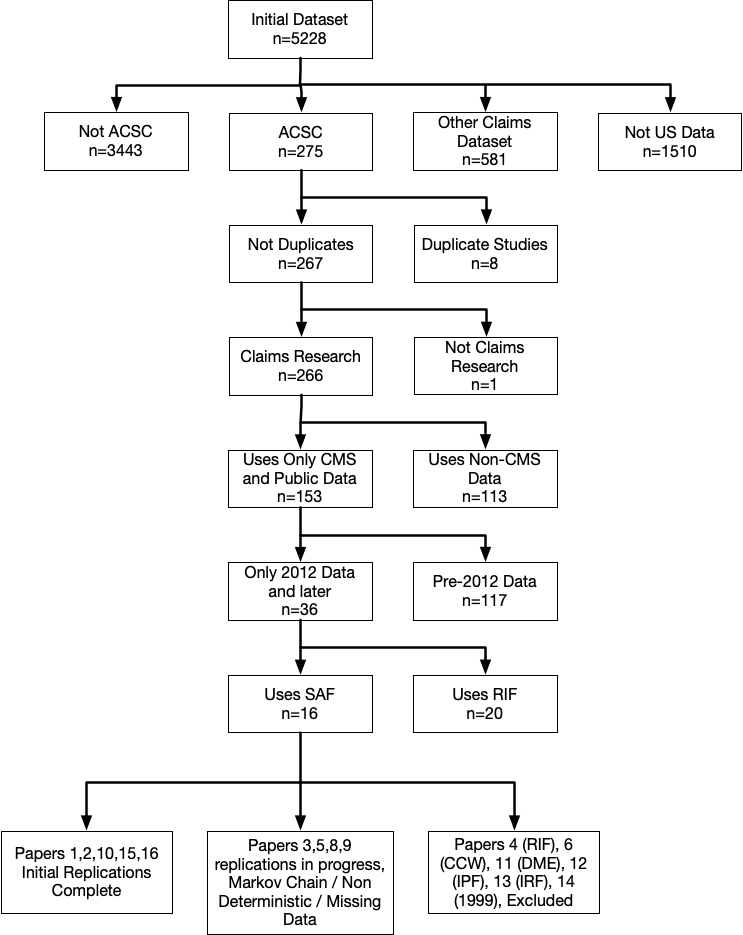 Initial Dataset
n=5228
Not ACSC
n=3443
ACSC
n=275
Other Claims
Dataset
n=581
Not US Data
n=1510
Not Duplicates
n=267
Duplicate Studies
n=8
Claims Research
n=266
Not Claims
Research
n=1
Uses Only CMS
and Public Data
n=153
Uses Non-CMS
Data
n=113
Only 2012 Data
and later
n=36
Pre-2012 Data
n=117
Uses SAF
n=16
Uses RIF
n=20
Papers 1,2,10,15,16
Initial Replications
Complete
Papers 3,5,8,9
replications in progress,
Markov Chain / Non
Deterministic / Missing
Data
Papers 4 (RIF), 6
(CCW), 11 (DME), 12
(IPF), 13 (IRF), 14
(1999), Excluded